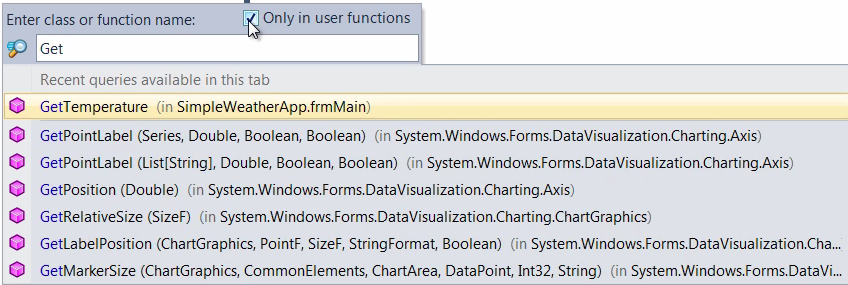 Enter class or function name: Only in user functions
Get
Recent queries available in this tab
GetTemperature (in SimpleWeatherApp.frmMain)
GetPointLabel (Series, Double, Boolean, Boolean) (in System.Windows.Forms.DataVisualization.Charting.Axis)
GetPointLabel (List[String], Double, Boolean, Boolean) (in System.Windows.Forms.DataVisualization.Charting.Axis)
GetPosition (Double) (in System.Windows.Forms.DataVisualization.Charting.Axis)
GetRelativeSize (SizeF) (in System.Windows.Forms.DataVisualization.Charting.ChartGraphics)
GetLabelPosition (ChartGraphics, PointF, SizeF, StringFormat, Boolean) (in System.Windows.Forms.DataVisualization.Cha...
GetMarkerSize (ChartGraphics, CommonElements, ChartArea, DataPoint, Int32, String) (in System.Windows.Forms.DataVi...